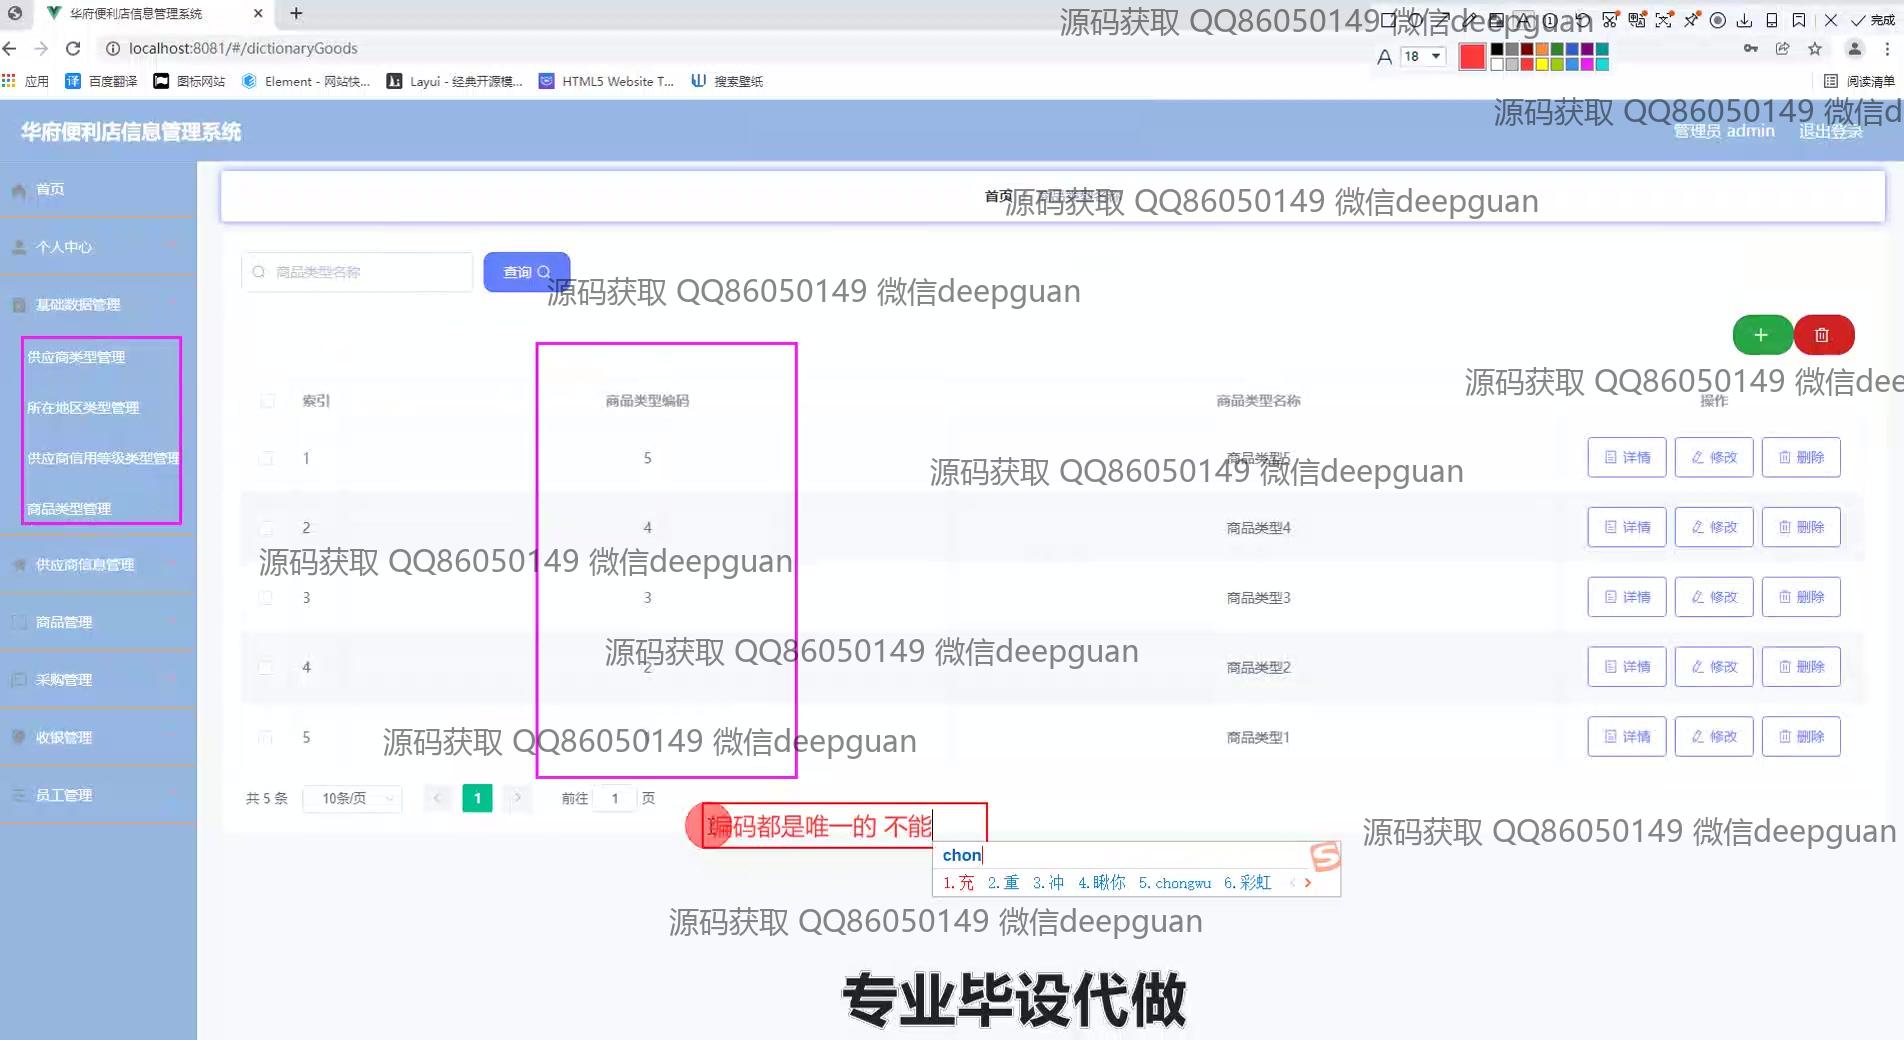 华府便利店信息管理系统
localhost:8081/#/dictionaryGoods
完成
A 18
应用 百度翻译 图标网站 Element - 网站快... Layui - 经典开源模... HTML5 Website T... 搜索壁纸 阅读清单
源码获取 QQ86050149 微信deepguan
源码获取 QQ86050149 微信d
华府便利店信息管理系统
管理员 admin 退出登录
首页
源码获取 QQ86050149 微信deepguan
首页
个人中心
商品类型名称 查询
源码获取 QQ86050149 微信deepguan
基础数据管理
供应商类型管理
所在地区类型管理
供应商信用等级类型管理
商品类型管理
供应商信息管理
商品管理
采购管理
收银管理
员工管理
源码获取 QQ86050149 微信dee
索引 商品类型编码 商品类型名称 操作
1 5 商品类型5 详情 修改 删除
源码获取 QQ86050149 微信deepguan
2 4 商品类型4 详情 修改 删除
源码获取 QQ86050149 微信deepguan
3 3 商品类型3 详情 修改 删除
源码获取 QQ86050149 微信deepguan
4 2 商品类型2 详情 修改 删除
5 商品类型1 详情 修改 删除
源码获取 QQ86050149 微信deepguan
共 5 条 10条/页 1 前往 1 页
编码都是唯一的 不能
源码获取 QQ86050149 微信deepguan
chon
1.充 2.重 3.冲 4.瞅你 5.chongwu 6.彩虹
源码获取 QQ86050149 微信deepguan
专业毕设代做